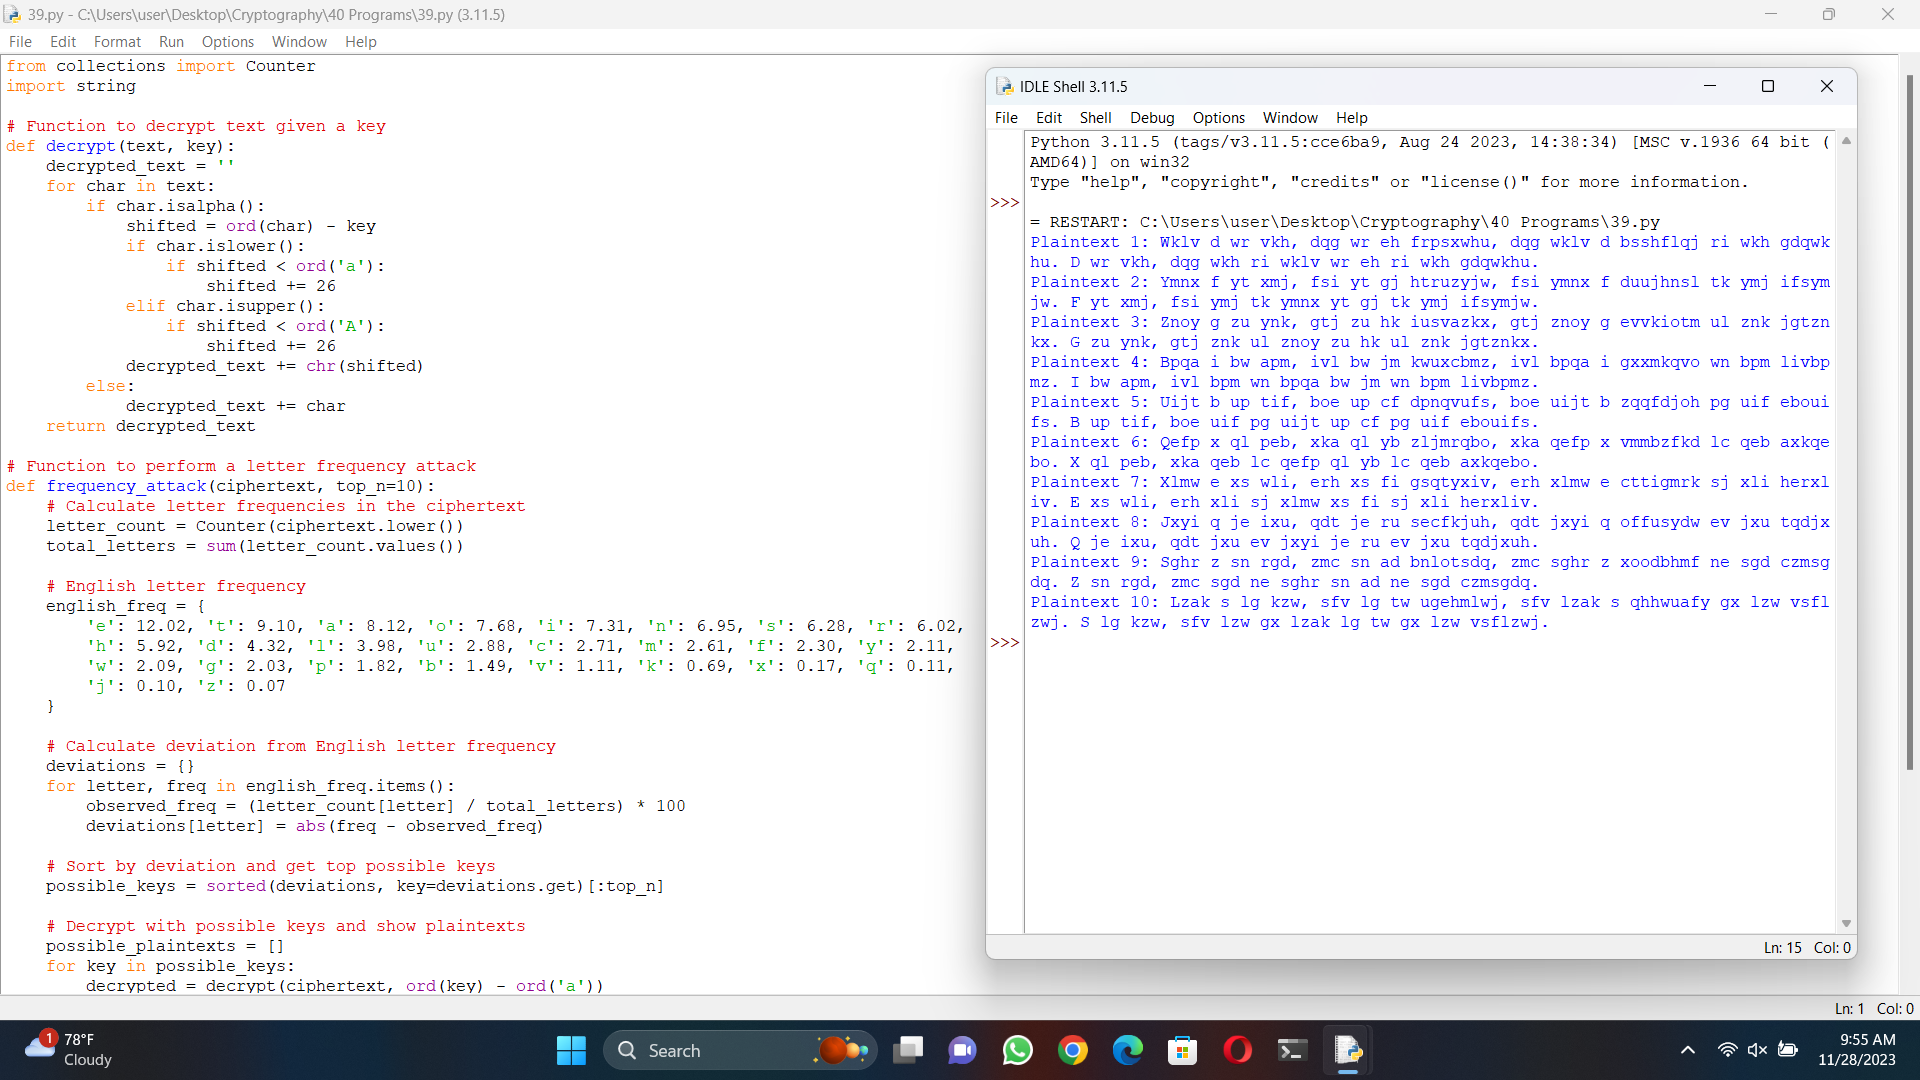 39.py - C:\Users\user\Desktop\Cryptography\40 Programs\39.py (3.11.5)
File Edit Format Run Options Window Help
from collections import Counter
import string
# Function to decrypt text given a key
def decrypt(text, key):
    decrypted_text = ''
    for char in text:
        if char.isalpha():
            shifted = ord(char) - key
            if char.islower():
                if shifted < ord('a'):
                    shifted += 26
            elif char.isupper():
                if shifted < ord('A'):
                    shifted += 26
            decrypted_text += chr(shifted)
        else:
            decrypted_text += char
    return decrypted_text
# Function to perform a letter frequency attack
def frequency_attack(ciphertext, top_n=10):
    # Calculate letter frequencies in the ciphertext
    letter_count = Counter(ciphertext.lower())
    total_letters = sum(letter_count.values())
    # English letter frequency
    english_freq = {
        'e': 12.02, 't': 9.10, 'a': 8.12, 'o': 7.68, 'i': 7.31, 'n': 6.95, 's': 6.28, 'r': 6.02,
        'h': 5.92, 'd': 4.32, 'l': 3.98, 'u': 2.88, 'c': 2.71, 'm': 2.61, 'f': 2.30, 'y': 2.11,
        'w': 2.09, 'g': 2.03, 'p': 1.82, 'b': 1.49, 'v': 1.11, 'k': 0.69, 'x': 0.17, 'q': 0.11,
        'j': 0.10, 'z': 0.07
    }
    # Calculate deviation from English letter frequency
    deviations = {}
    for letter, freq in english_freq.items():
        observed_freq = (letter_count[letter] / total_letters) * 100
        deviations[letter] = abs(freq - observed_freq)
    # Sort by deviation and get top possible keys
    possible_keys = sorted(deviations, key=deviations.get)[:top_n]
    # Decrypt with possible keys and show plaintexts
    possible_plaintexts = []
    for key in possible_keys:
        decrypted = decrypt(ciphertext, ord(key) - ord('a'))
Ln: 1 Col: 0
IDLE Shell 3.11.5
File Edit Shell Debug Options Window Help
Python 3.11.5 (tags/v3.11.5:cce6ba9, Aug 24 2023, 14:38:34) [MSC v.1936 64 bit (
AMD64)] on win32
Type "help", "copyright", "credits" or "license()" for more information.
>>>
= RESTART: C:\Users\user\Desktop\Cryptography\40 Programs\39.py
Plaintext 1: Wklv d wr vkh, dqg wr eh frpsxwhu, dqg wklv d bsshflqj ri wkh gdqwk
hu. D wr vkh, dqg wkh ri wklv wr eh ri wkh gdqwkhu.
Plaintext 2: Ymnx f yt xmj, fsi yt gj htruzyjw, fsi ymnx f duujhnsl tk ymj ifsym
jw. F yt xmj, fsi ymj tk ymnx yt gj tk ymj ifsymjw.
Plaintext 3: Znoy g zu ynk, gtj zu hk iusvazkx, gtj znoy g evvkiotm ul znk jgtzn
kx. G zu ynk, gtj znk ul znoy zu hk ul znk jgtznkx.
Plaintext 4: Bpqa i bw apm, ivl bw jm kwuxcbmz, ivl bpqa i gxxmkqvo wn bpm livbp
mz. I bw apm, ivl bpm wn bpqa bw jm wn bpm livbpmz.
Plaintext 5: Uijt b up tif, boe up cf dpnqvufs, boe uijt b zqqfdjoh pg uif eboui
fs. B up tif, boe uif pg uijt up cf pg uif ebouifs.
Plaintext 6: Qefp x ql peb, xka ql yb zljmrqbo, xka qefp x vmmbzfkd lc qeb axkqe
bo. X ql peb, xka qeb lc qefp ql yb lc qeb axkqebo.
Plaintext 7: Xlmw e xs wli, erh xs fi gsqtyxiv, erh xlmw e cttigmrk sj xli herxl
iv. E xs wli, erh xli sj xlmw xs fi sj xli herxliv.
Plaintext 8: Jxyi q je ixu, qdt je ru secfkjuh, qdt jxyi q offusydw ev jxu tqdjx
uh. Q je ixu, qdt jxu ev jxyi je ru ev jxu tqdjxuh.
Plaintext 9: Sghr z sn rgd, zmc sn ad bnlotsdq, zmc sghr z xoodbhmf ne sgd czmsg
dq. Z sn rgd, zmc sgd ne sghr sn ad ne sgd czmsgdq.
Plaintext 10: Lzak s lg kzw, sfv lg tw ugehmlwj, sfv lzak s qhhwuafy gx lzw vsfl
zwj. S lg kzw, sfv lzw gx lzak lg tw gx lzw vsflzwj.
>>>
Ln: 15 Col: 0
1
78°F
Cloudy
Search
9:55 AM
11/28/2023